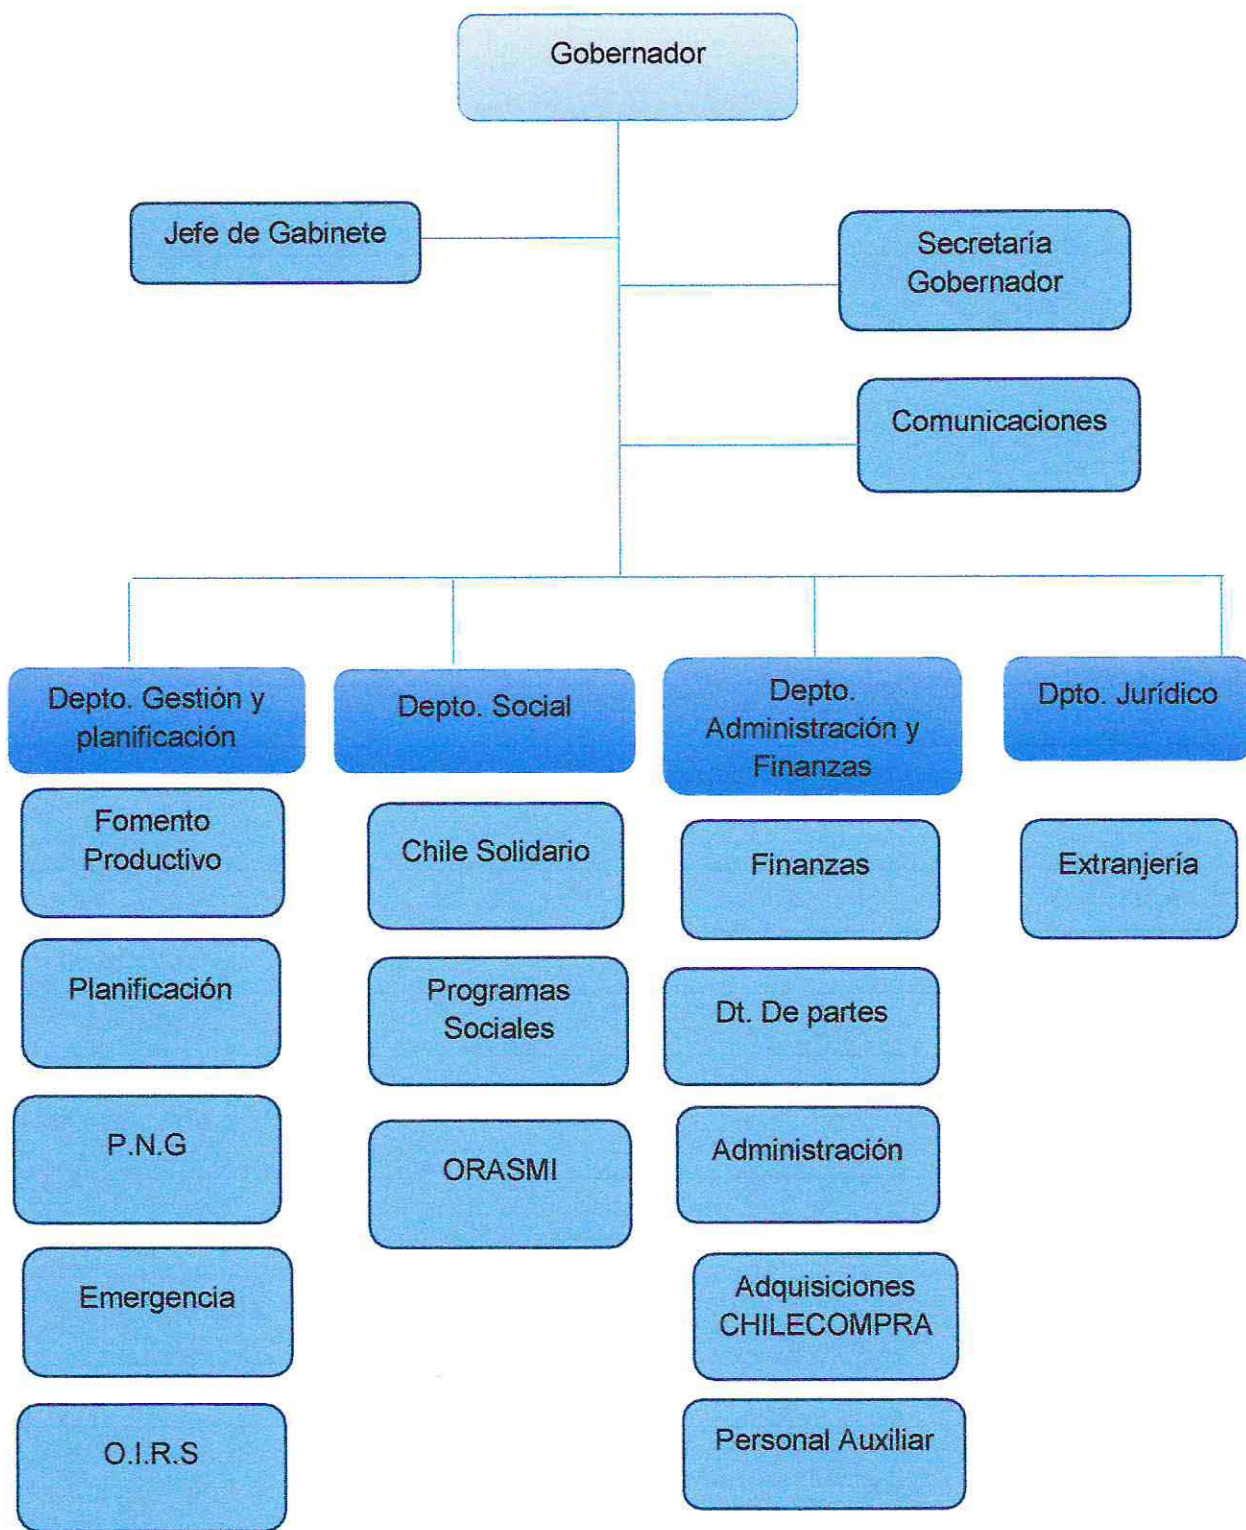 Gobernador
Jefe de Gabinete
Secretaría
Gobernador
Comunicaciones
Depto. Gestión y
planificación
Fomento
Productivo
Planificación
P.N.G
Emergencia
O.I.R.S
Depto. Social
Chile Solidario
Programas
Sociales
ORASMI
Depto.
Administración y
Finanzas
Finanzas
Dt. De partes
Administración
Adquisiciones
CHILECOMPRA
Personal Auxiliar
Dpto. Jurídico
Extranjería